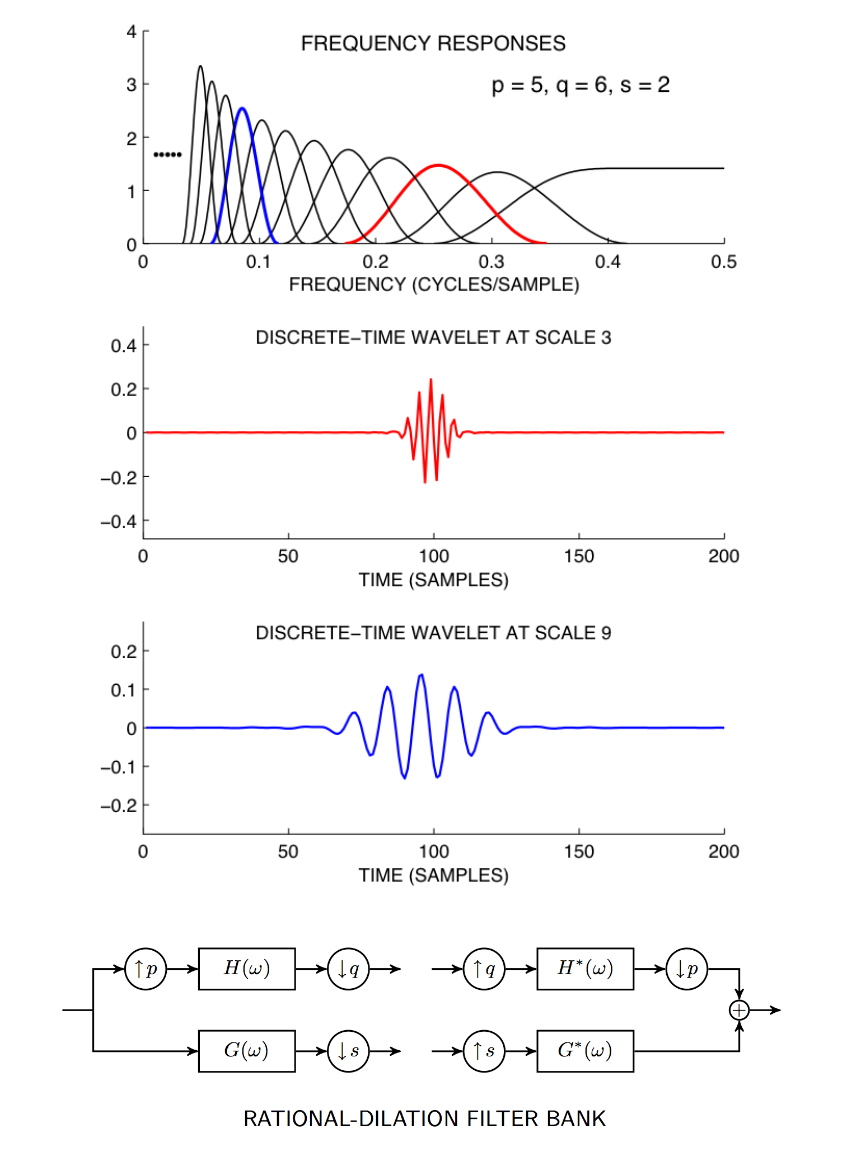 FREQUENCY RESPONSES
p = 5, q = 6, s = 2
4
3
2
1
0
0 0.1 0.2 0.3 0.4 0.5
FREQUENCY (CYCLES/SAMPLE)
DISCRETE−TIME WAVELET AT SCALE 3
0.4
0.2
0
−0.2
−0.4
0 50 100 150 200
TIME (SAMPLES)
DISCRETE−TIME WAVELET AT SCALE 9
0.2
0.1
0
−0.1
−0.2
0 50 100 150 200
TIME (SAMPLES)
↑p H(ω) ↓q ↑q H*(ω) ↓p
+
G(ω) ↓s ↑s G*(ω)
RATIONAL-DILATION FILTER BANK